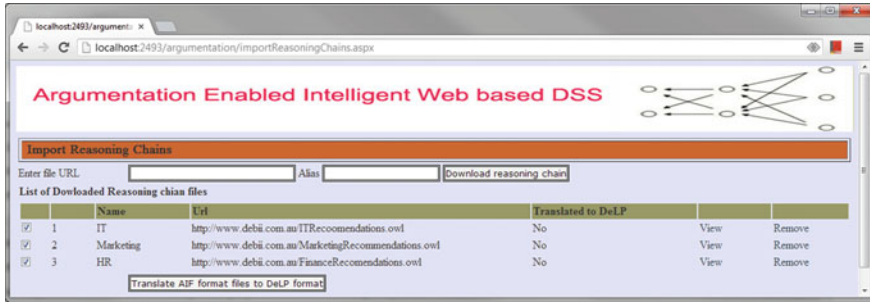 localhost:2493/argument: ×
localhost:2493/argumentation/importReasoningChains.aspx
Argumentation Enabled Intelligent Web based DSS
Import Reasoning Chains
Enter file URL Alias Download reasoning chain
List of Dowloaded Reasoning chian files
Name Url Translated to DeLP
1 IT http://www.debii.com.au/ITRecoomendations.owl No View Remove
2 Marketing http://www.debii.com.au/MarketingRecommendations.owl No View Remove
3 HR http://www.debii.com.au/FinanceRecomendations.owl No View Remove
Translate AIF format files to DeLP format